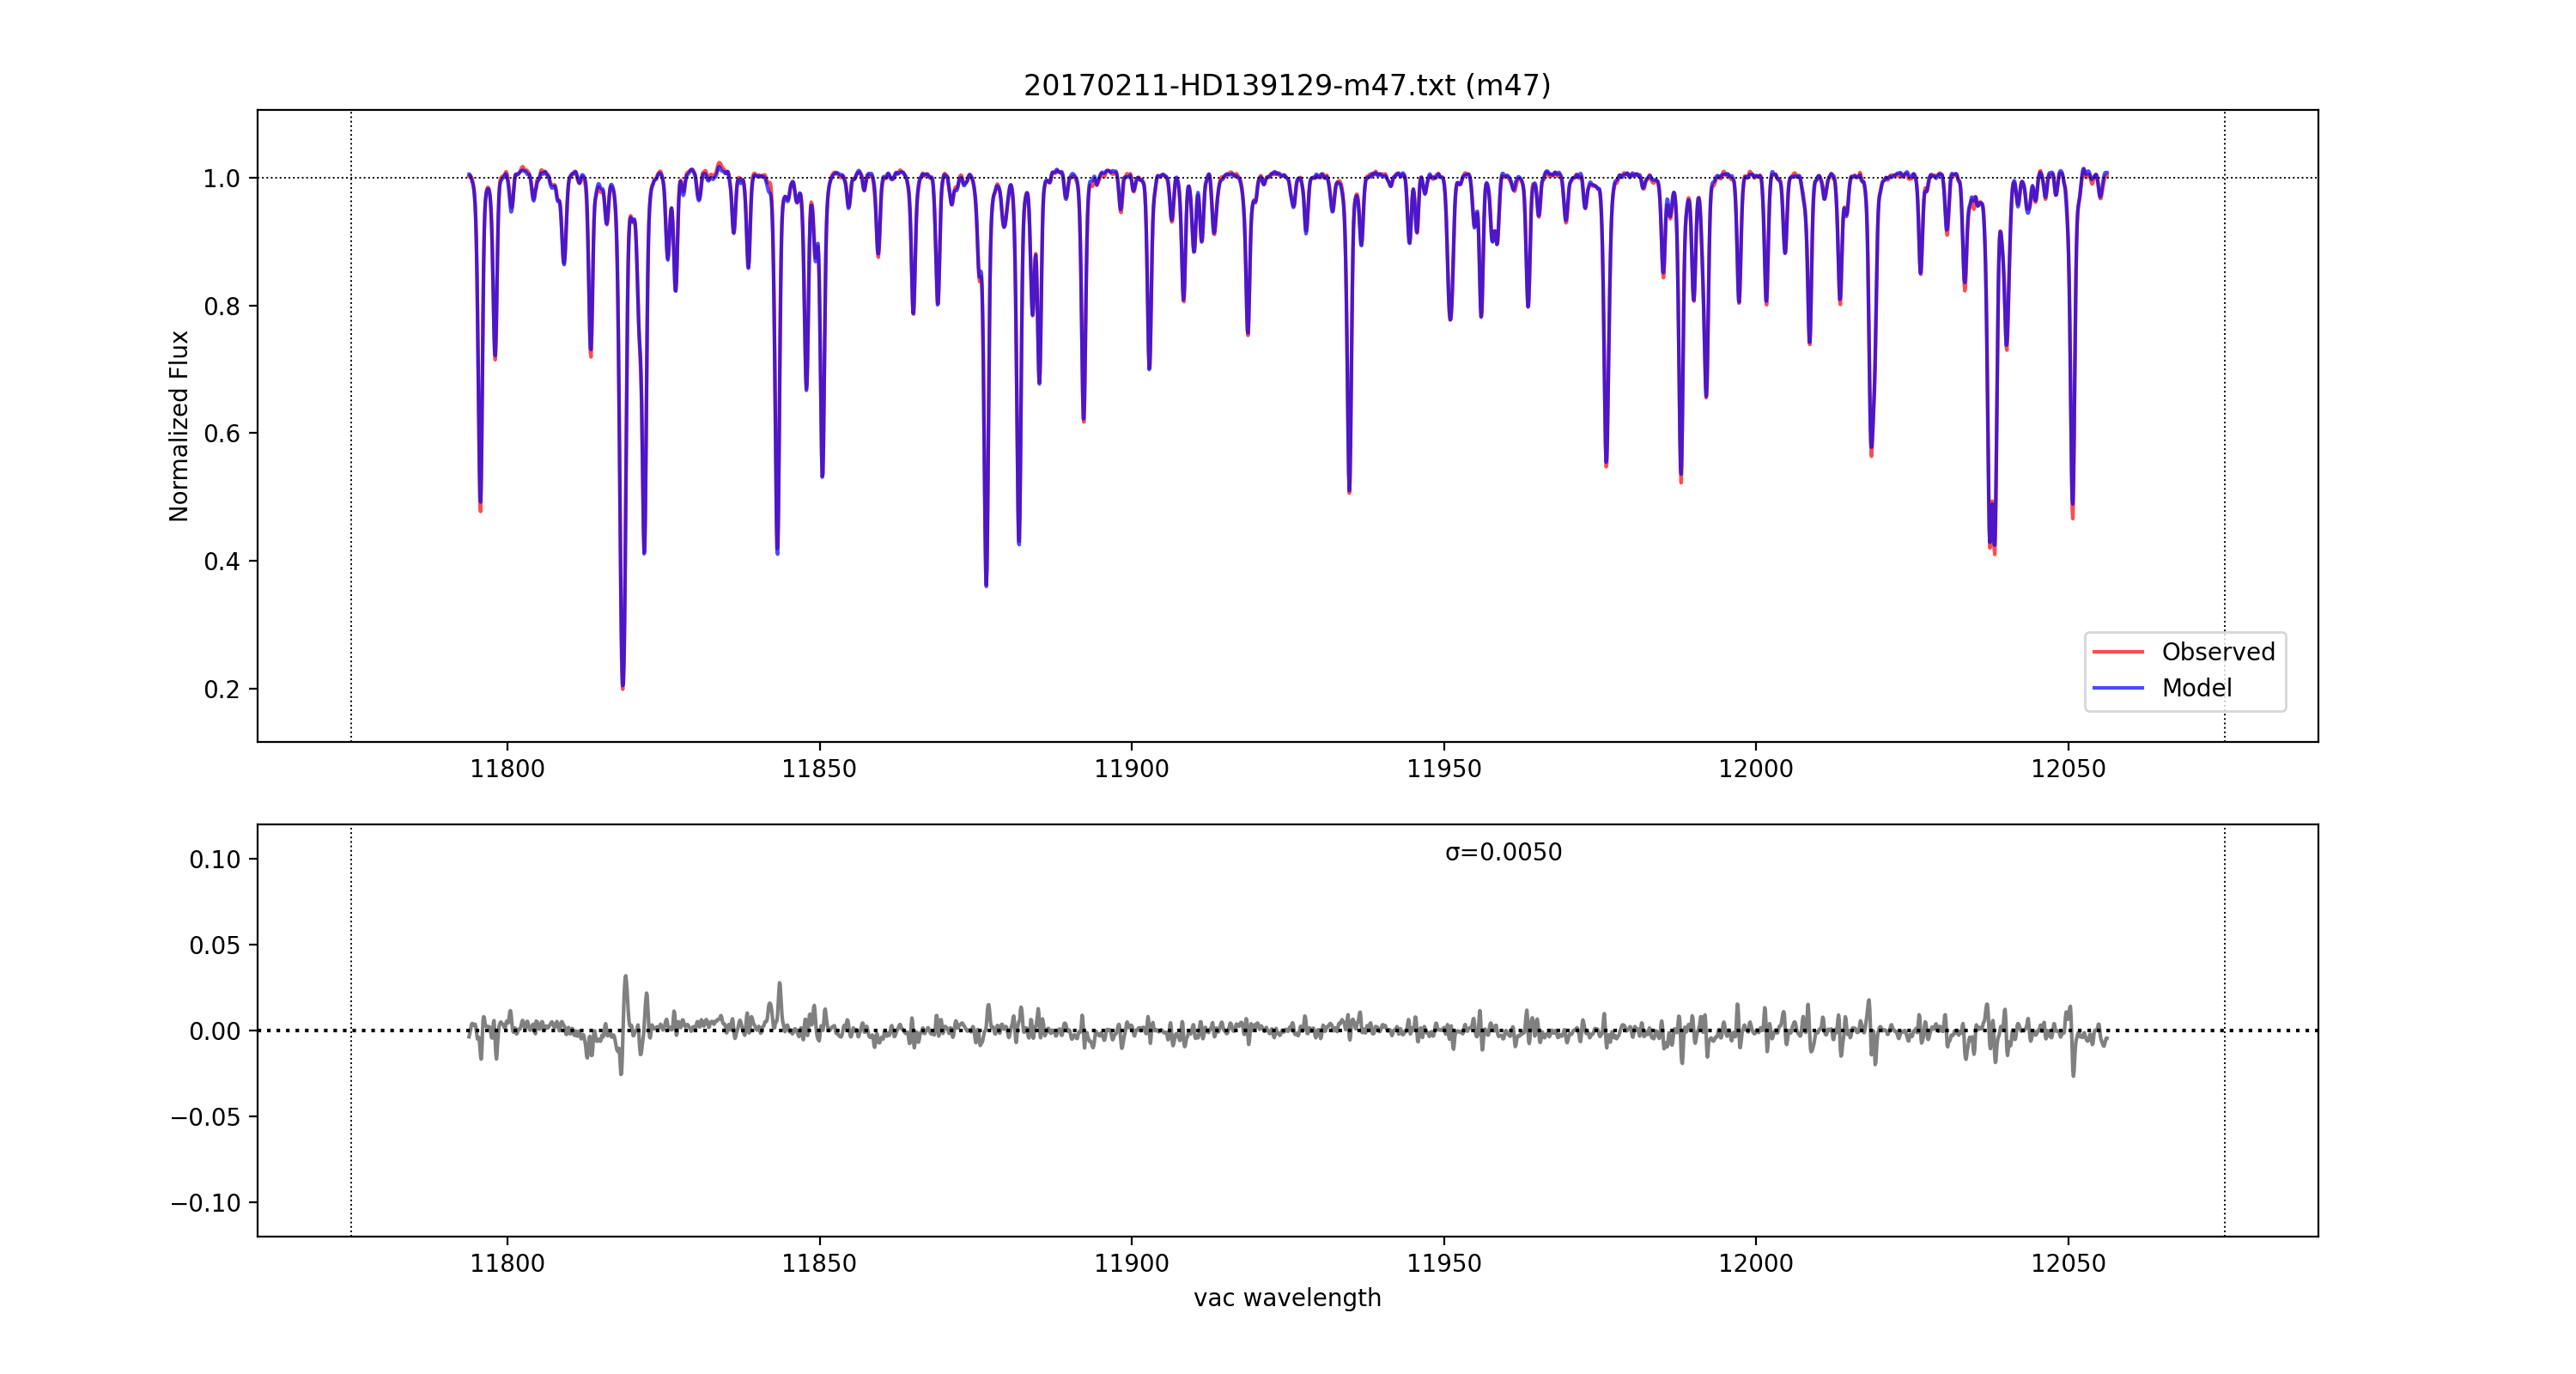 20170211-HD139129-m47.txt (m47)
Normalized Flux
1.0
0.8
0.6
0.4
0.2
Observed
Model
11800 11850 11900 11950 12000 12050
σ=0.0050
0.10
0.05
0.00
−0.05
−0.10
11800 11850 11900 11950 12000 12050
vac wavelength